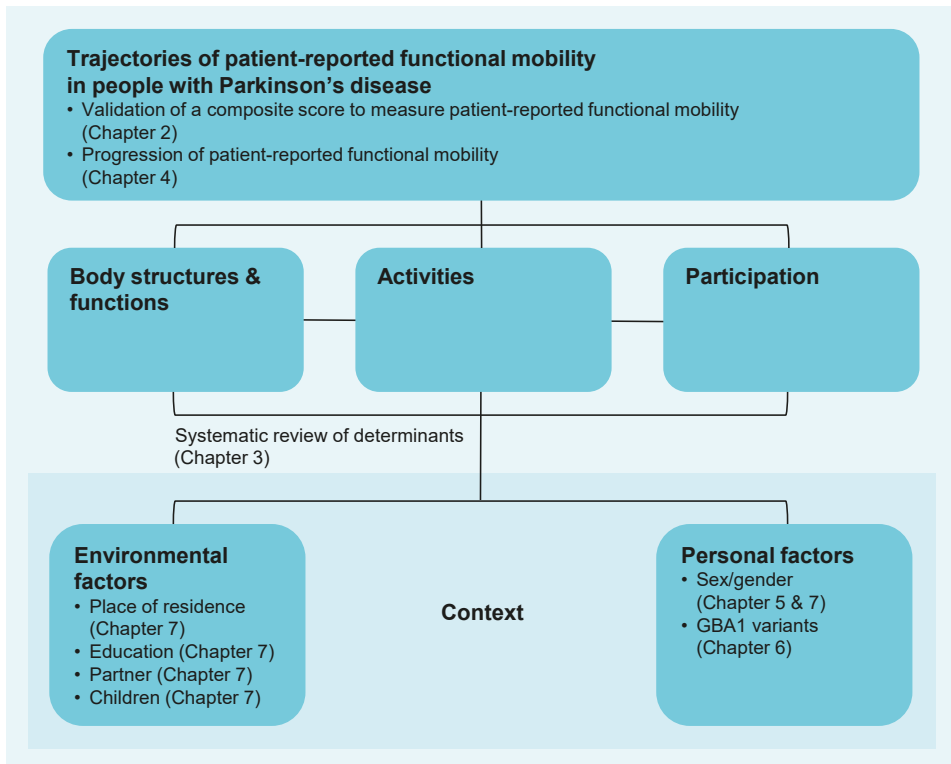 Trajectories of patient-reported functional mobility
in people with Parkinson's disease
• Validation of a composite score to measure patient-reported functional mobility
(Chapter 2)
• Progression of patient-reported functional mobility
(Chapter 4)
Body structures &
functions
Activities
Participation
Systematic review of determinants
(Chapter 3)
Environmental
factors
• Place of residence
(Chapter 7)
• Education (Chapter 7)
• Partner (Chapter 7)
• Children (Chapter 7)
Context
Personal factors
• Sex/gender
(Chapter 5 & 7)
• GBA1 variants
(Chapter 6)